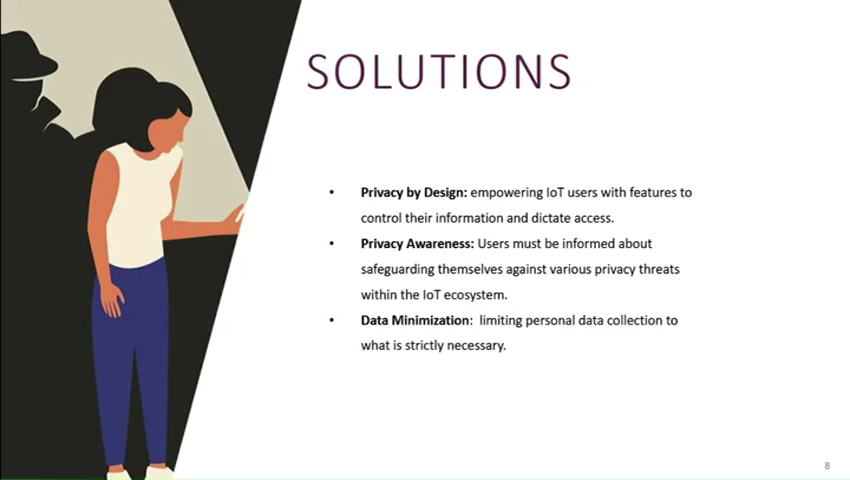 SOLUTIONS
• Privacy by Design: empowering IoT users with features to
control their information and dictate access.
• Privacy Awareness: Users must be informed about
safeguarding themselves against various privacy threats
within the IoT ecosystem.
• Data Minimization:  limiting personal data collection to
what is strictly necessary.
8